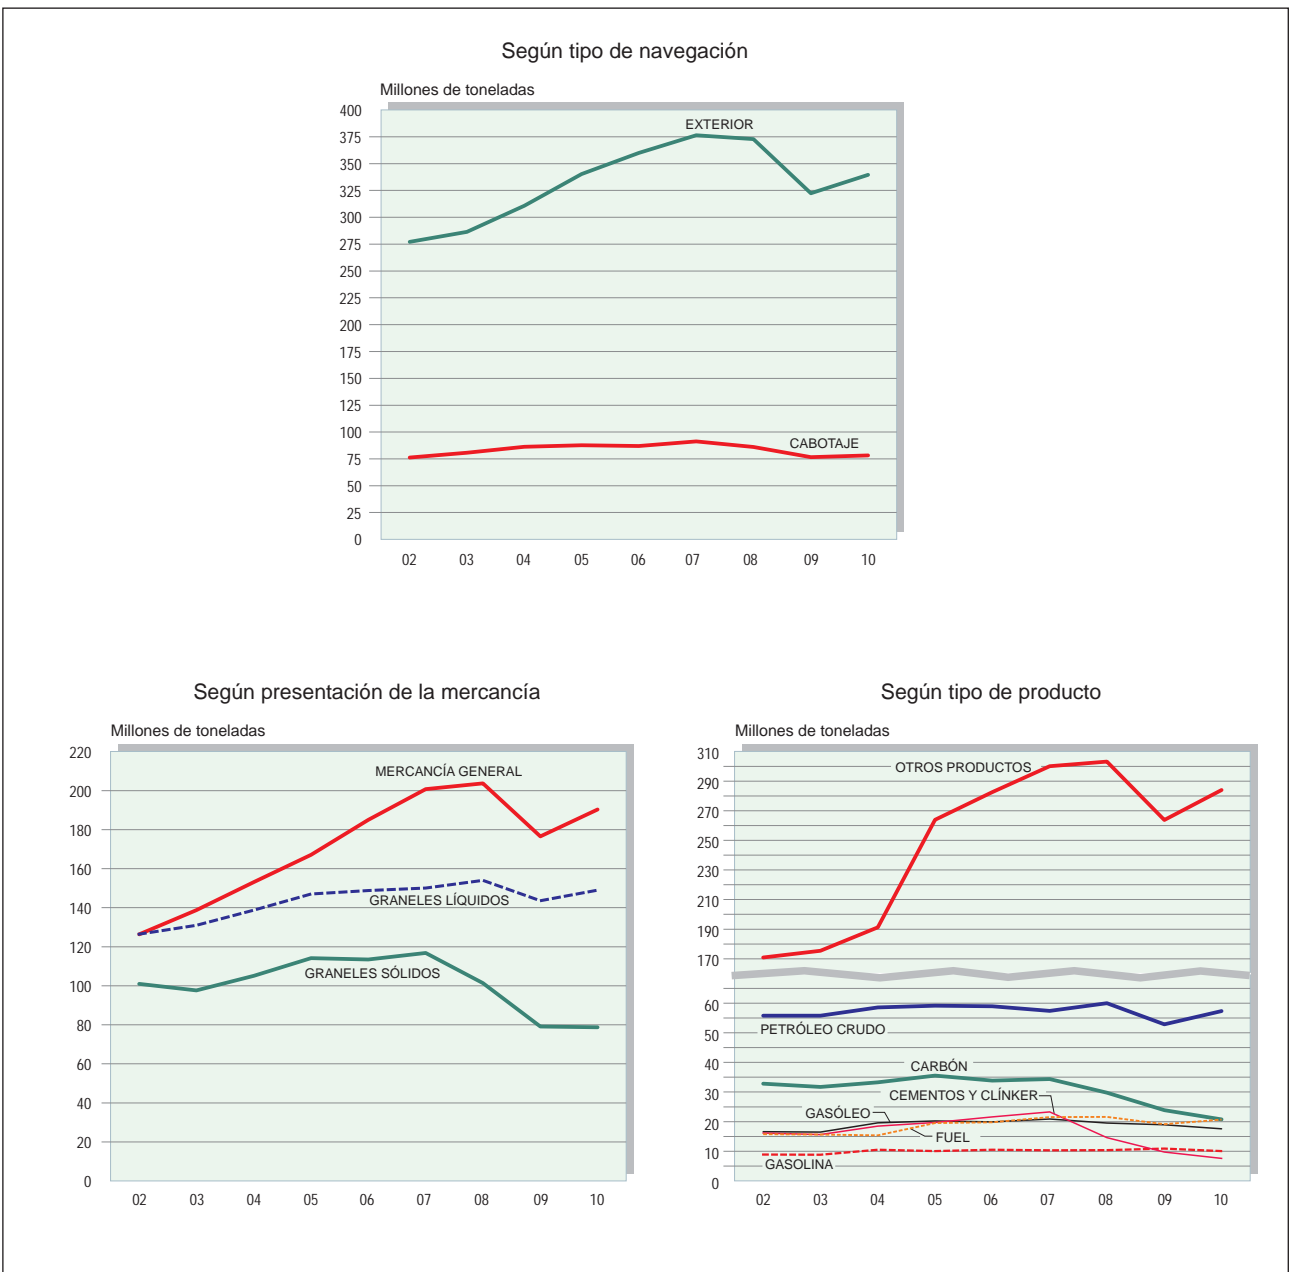 Según tipo de navegación
Millones de toneladas
400
375
350
325
300
275
250
225
200
175
150
125
100
75
50
25
0
EXTERIOR
CABOTAJE
02 03 04 05 06 07 08 09 10
Según presentación de la mercancía
Millones de toneladas
220
200
180
160
140
120
100
80
60
40
20
0
MERCANCÍA GENERAL
GRANELES LÍQUIDOS
GRANELES SÓLIDOS
02 03 04 05 06 07 08 09 10
Según tipo de producto
Millones de toneladas
310
290
270
250
230
210
190
170
60
50
40
30
20
10
0
OTROS PRODUCTOS
PETRÓLEO CRUDO
CARBÓN
CEMENTOS Y CLÍNKER
GASÓLEO
FUEL
GASOLINA
02 03 04 05 06 07 08 09 10